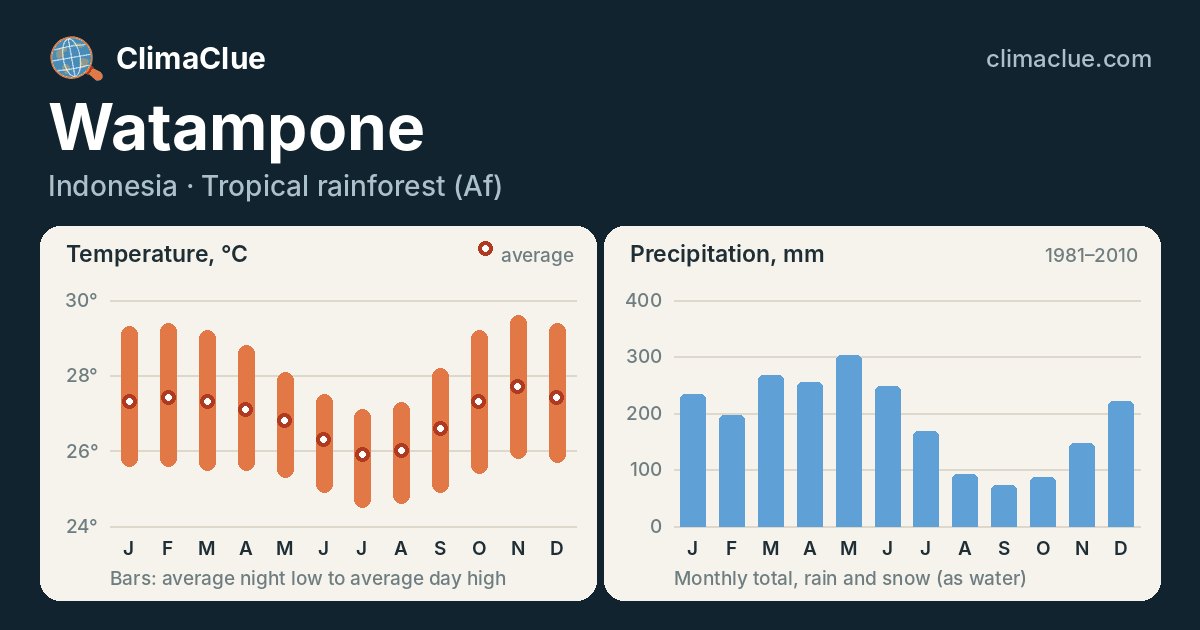 ClimaClue
climaclue.com
Watampone
Indonesia · Tropical rainforest (Af)
Temperature, °C
average
30°
28°
26°
24°
J F M A M J J A S O N D
Bars: average night low to average day high
Precipitation, mm
1981–2010
400
300
200
100
0
J F M A M J J A S O N D
Monthly total, rain and snow (as water)